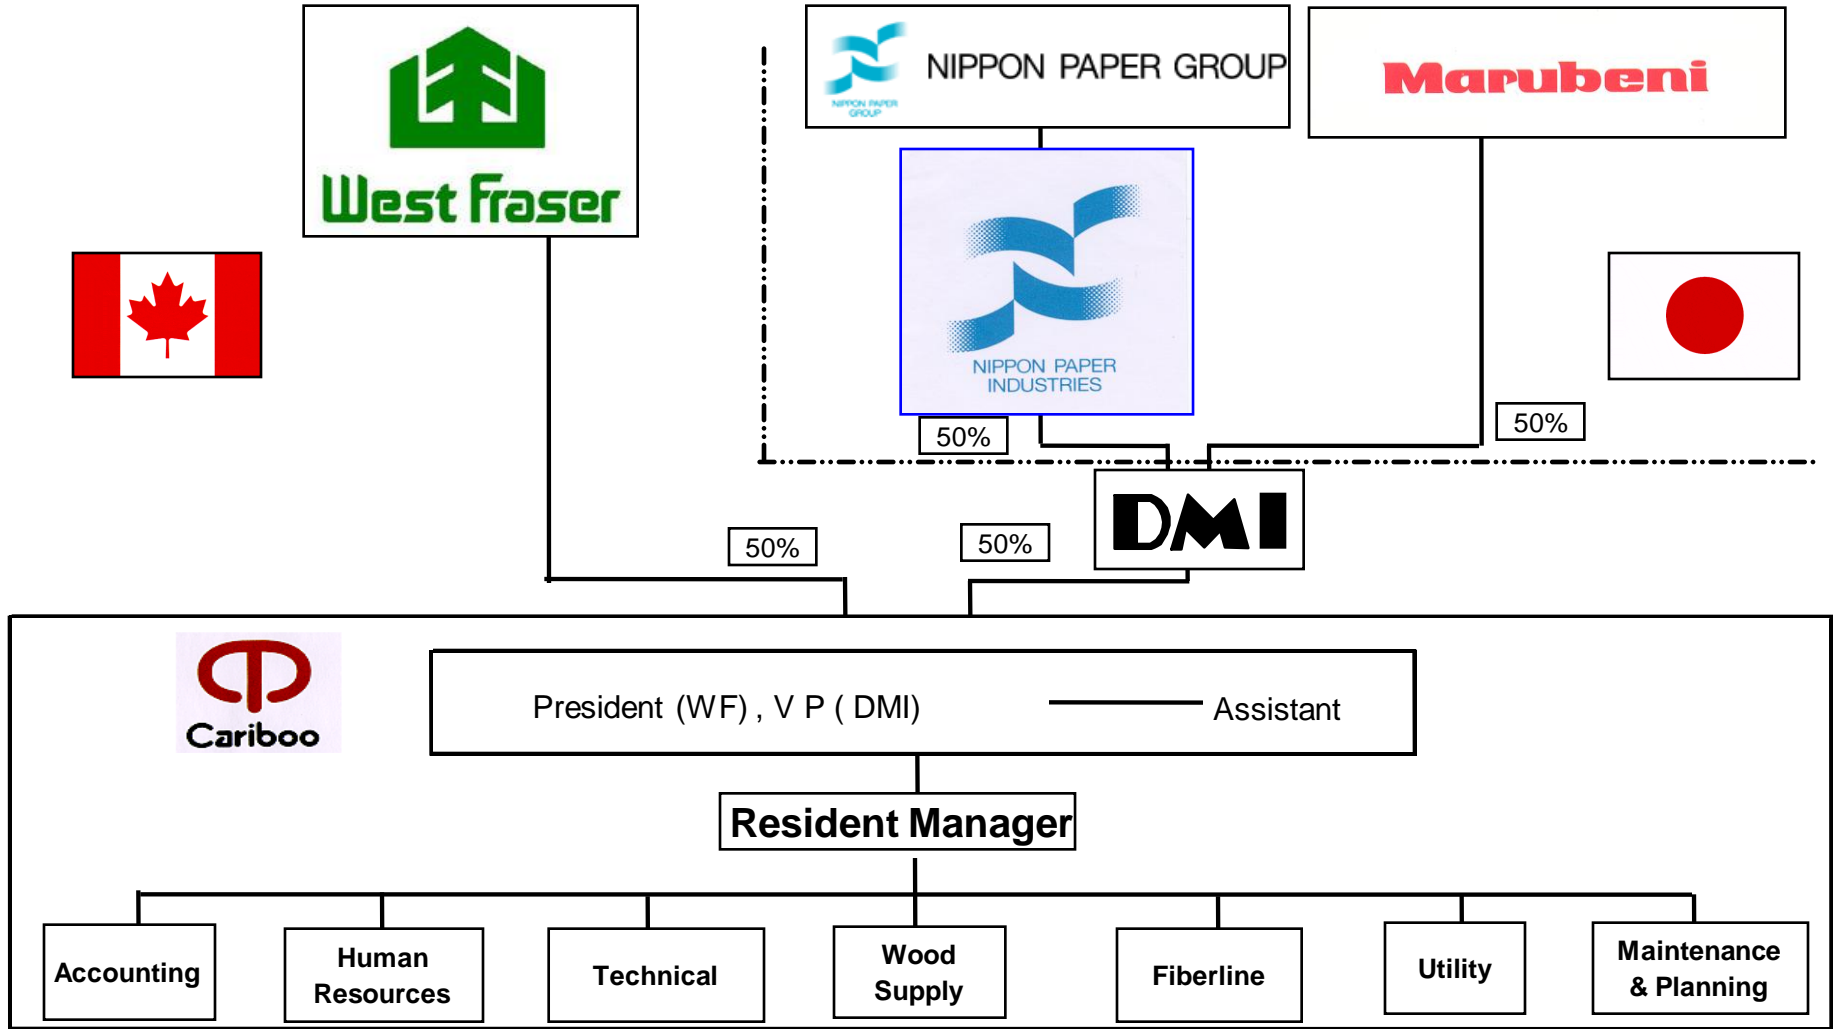 West Fraser
NIPPON PAPER
GROUP
NIPPON PAPER GROUP
Marubeni
NIPPON PAPER
INDUSTRIES
50%
50%
DMI
50%
50%
Cariboo
President (WF) , V P ( DMI)
Assistant
Resident Manager
Accounting
Human
Resources
Technical
Wood
Supply
Fiberline
Utility
Maintenance
& Planning